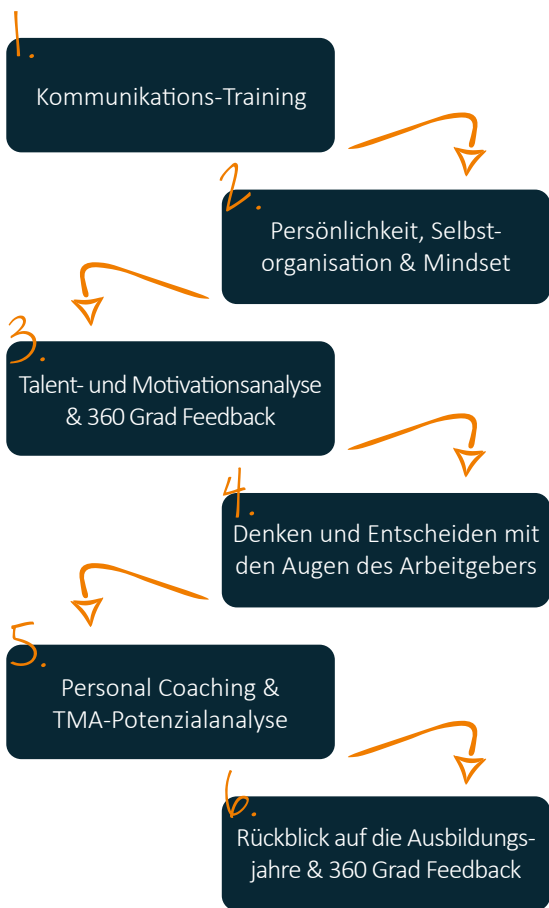 1.
Kommunikations-Training
2.
Persönlichkeit, Selbst-
organisation & Mindset
3.
Talent- und Motivationsanalyse
& 360 Grad Feedback
4.
Denken und Entscheiden mit
den Augen des Arbeitgebers
5.
Personal Coaching &
TMA-Potenzialanalyse
6.
Rückblick auf die Ausbildungs-
jahre & 360 Grad Feedback